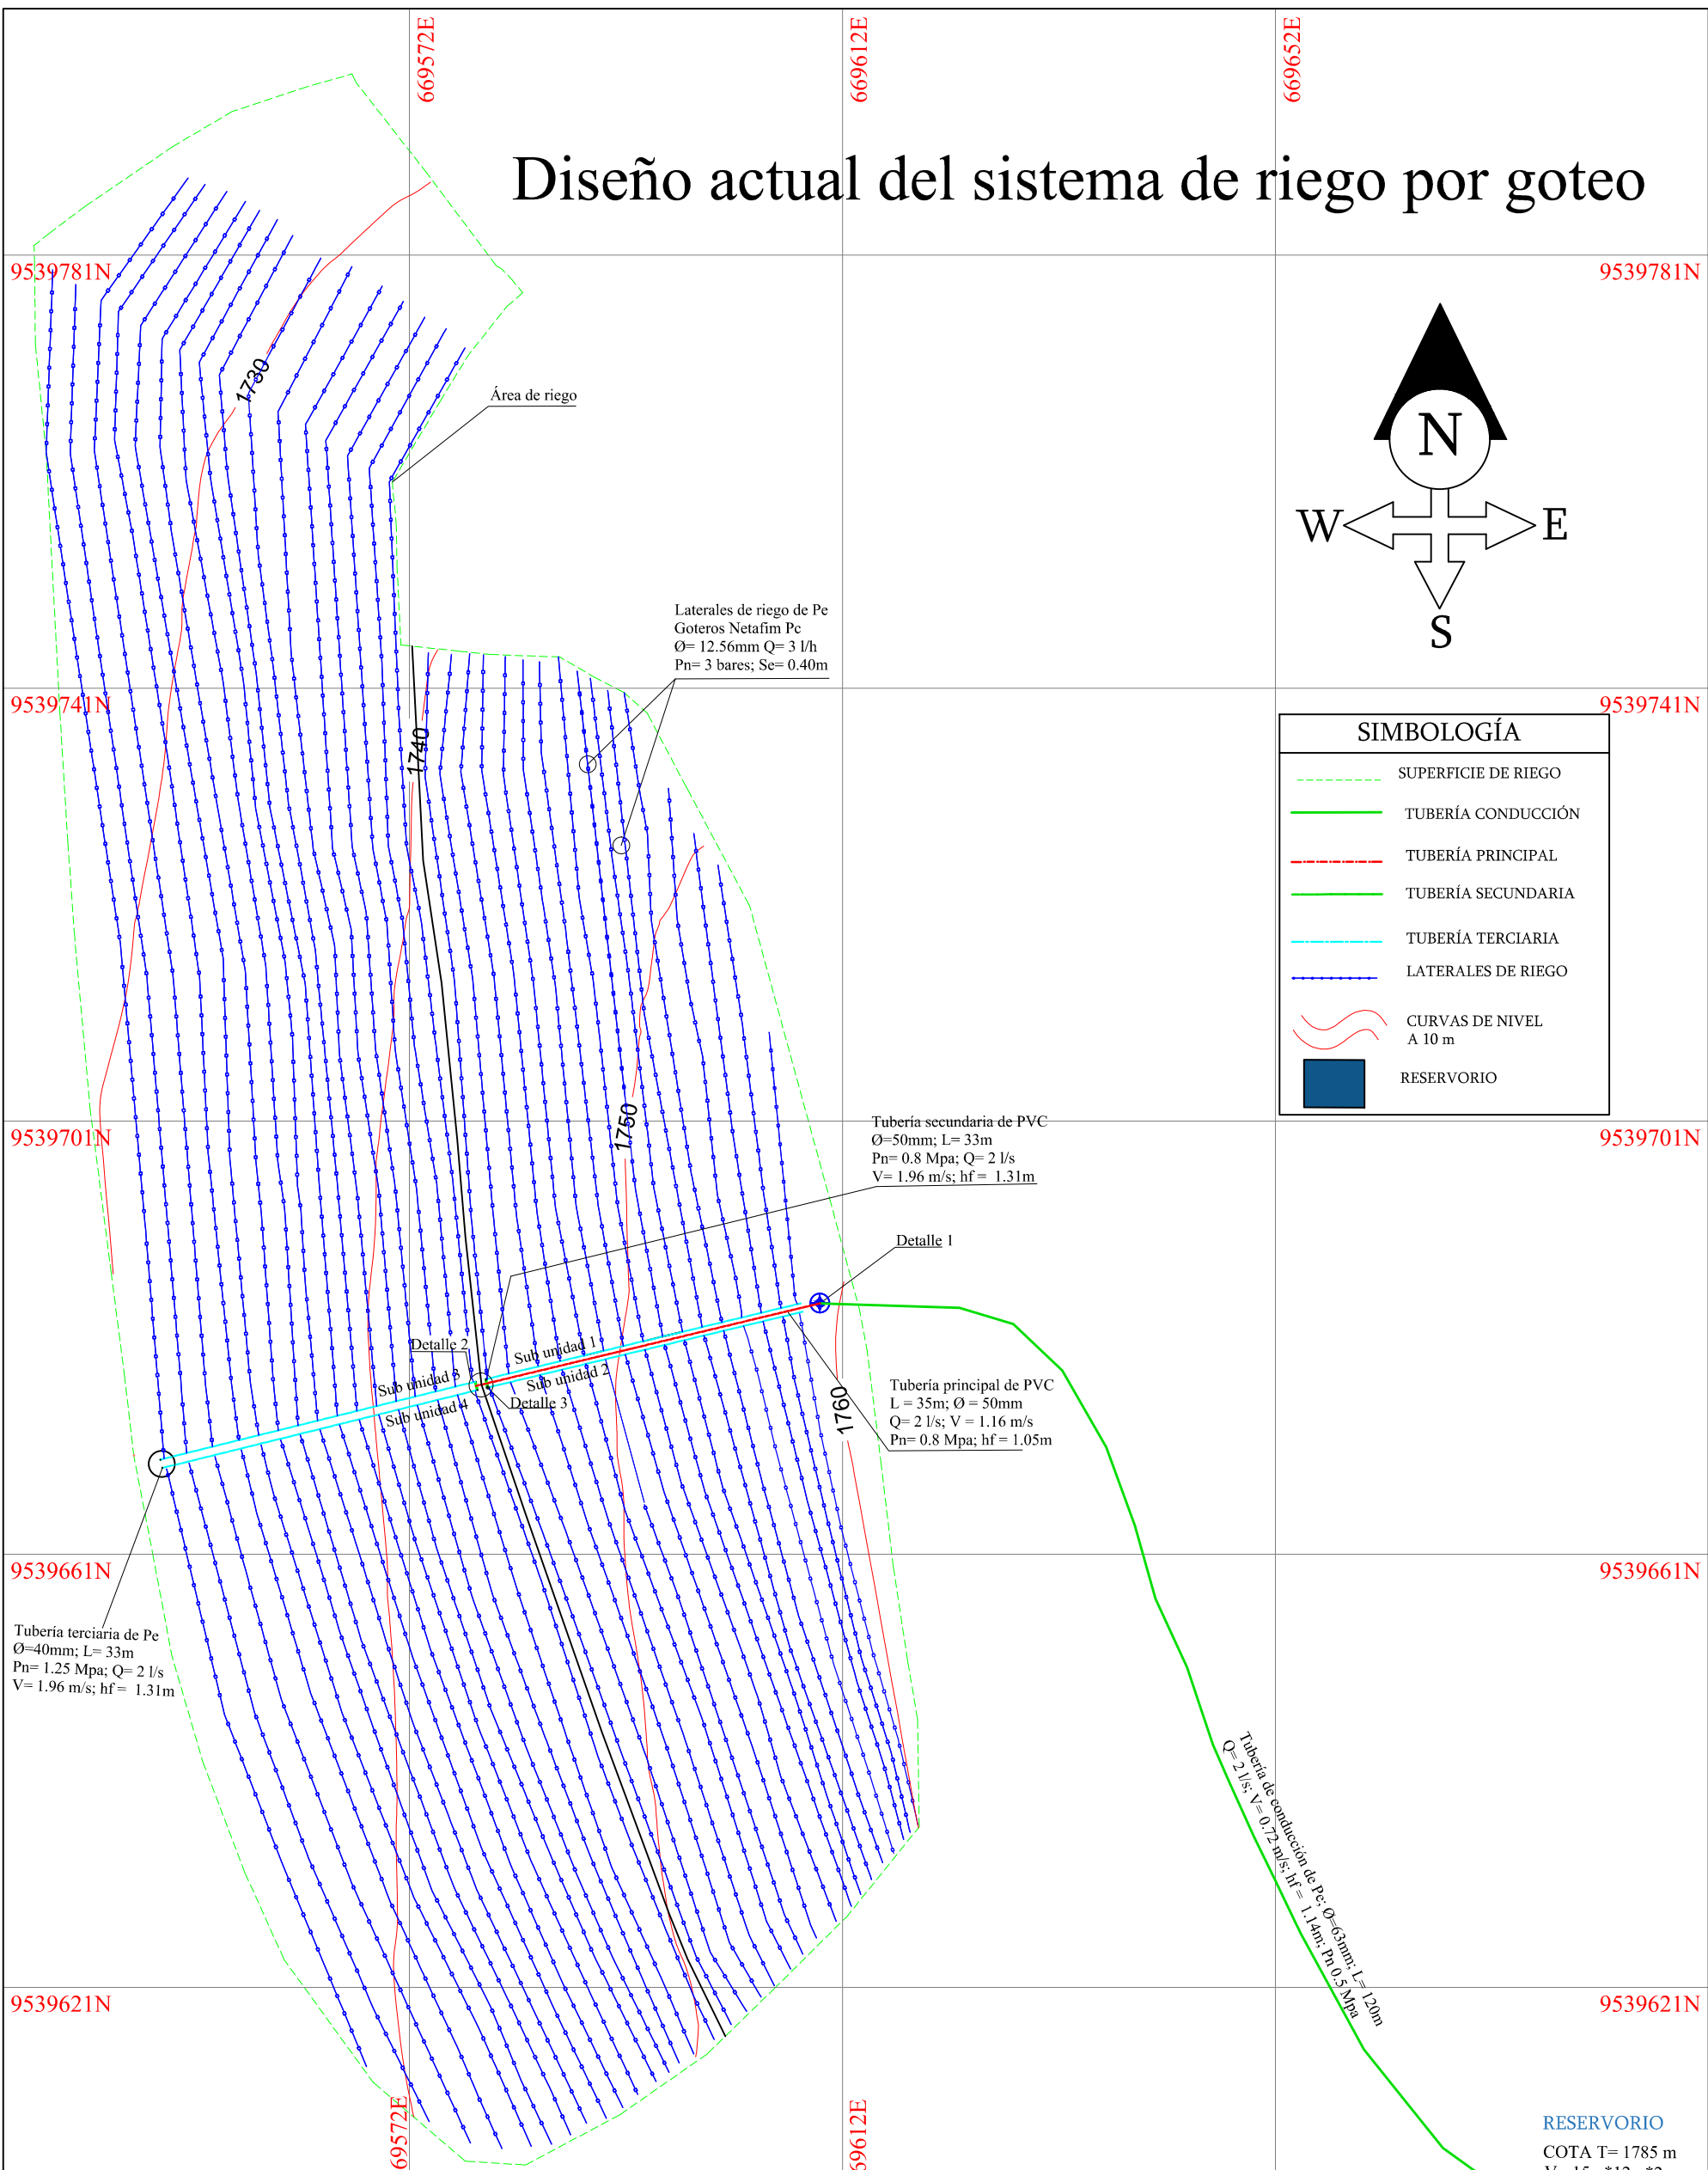 669572E
669612E
669652E
Diseño actual del sistema de riego por goteo
9539781N
9539781N
1730
Área de riego
N
W
E
S
Laterales de riego de Pe
Goteros Netafim Pc
Ø= 12.56mm Q= 3 l/h
Pn= 3 bares; Se= 0.40m
9539741N
9539741N
1740
SIMBOLOGÍA
SUPERFICIE DE RIEGO
TUBERÍA CONDUCCIÓN
TUBERÍA PRINCIPAL
TUBERÍA SECUNDARIA
TUBERÍA TERCIARIA
LATERALES DE RIEGO
CURVAS DE NIVEL
A 10 m
RESERVORIO
1750
9539701N
9539701N
Tubería secundaria de PVC
Ø=50mm; L= 33m
Pn= 0.8 Mpa; Q= 2 l/s
V= 1.96 m/s; hf = 1.31m
Detalle 1
Detalle 2
Sub unidad 1
Sub unidad 2
Sub unidad 3
Sub unidad 4
Detalle 3
1760
Tubería principal de PVC
L = 35m; Ø = 50mm
Q= 2 l/s; V = 1.16 m/s
Pn= 0.8 Mpa; hf = 1.05m
9539661N
9539661N
Tubería terciaria de Pe
Ø=40mm; L= 33m
Pn= 1.25 Mpa; Q= 2 l/s
V= 1.96 m/s; hf = 1.31m
Tubería de conducción de Pe; Ø=63mm; L= 120m
Q= 2 l/s; V= 0.72 m/s; hf = 1.14m; Pn 0.5 Mpa
9539621N
9539621N
69572E
69612E
RESERVORIO
COTA T= 1785 m